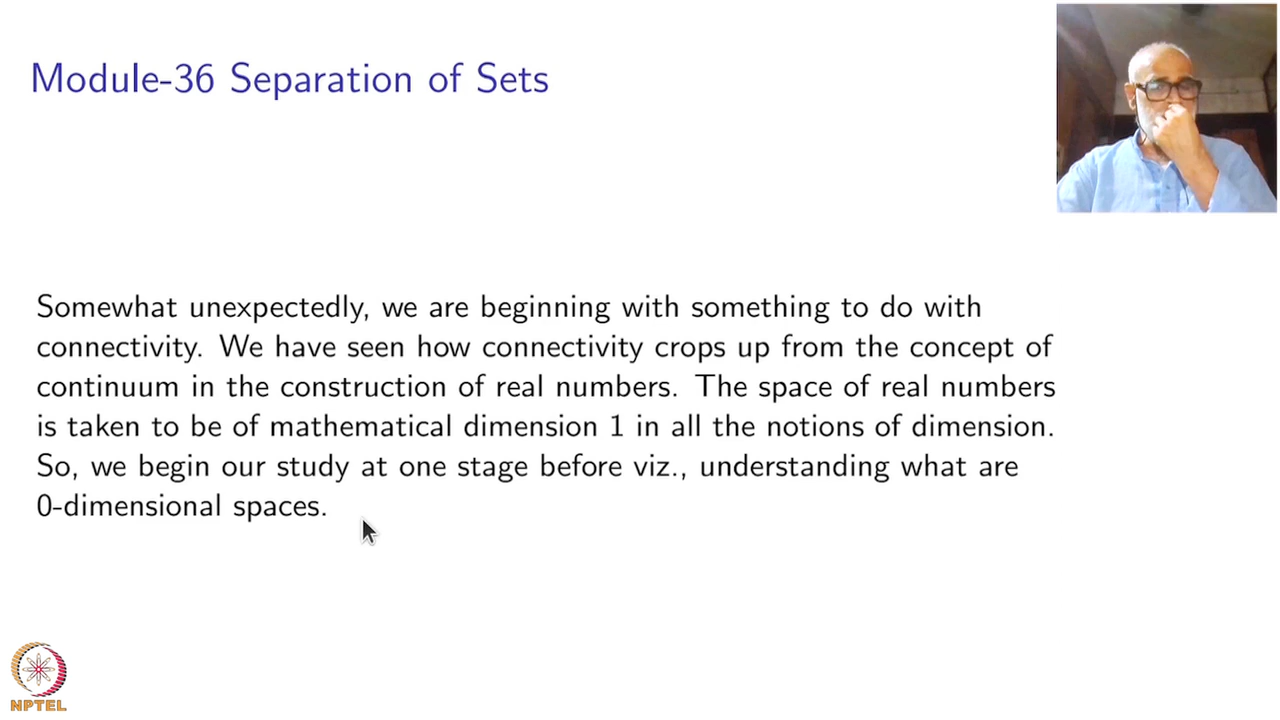 Module-36 Separation of Sets
Somewhat unexpectedly, we are beginning with something to do with
connectivity. We have seen how connectivity crops up from the concept of
continuum in the construction of real numbers. The space of real numbers
is taken to be of mathematical dimension 1 in all the notions of dimension.
So, we begin our study at one stage before viz., understanding what are
0-dimensional spaces.
NPTEL